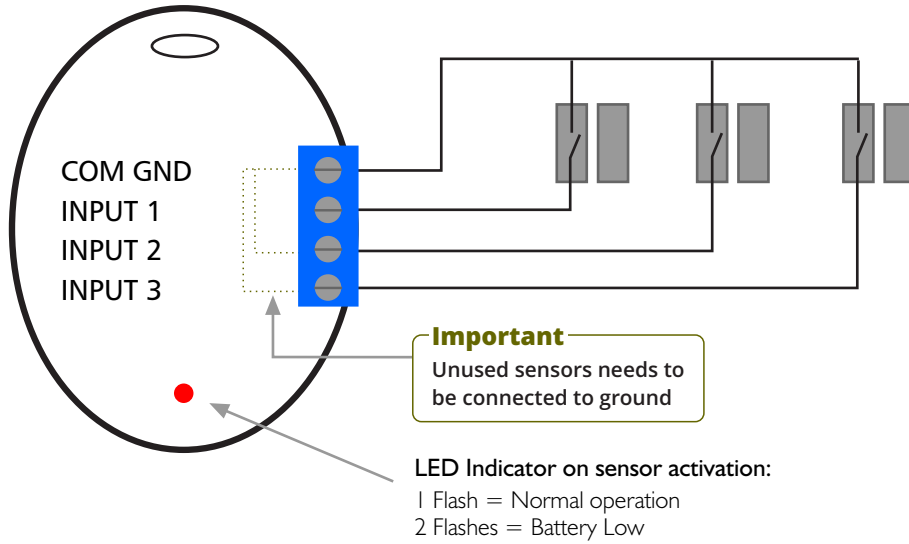 COM GND
INPUT 1
INPUT 2
INPUT 3
Important
Unused sensors needs to
be connected to ground
LED Indicator on sensor activation:
1 Flash = Normal operation
2 Flashes = Battery Low